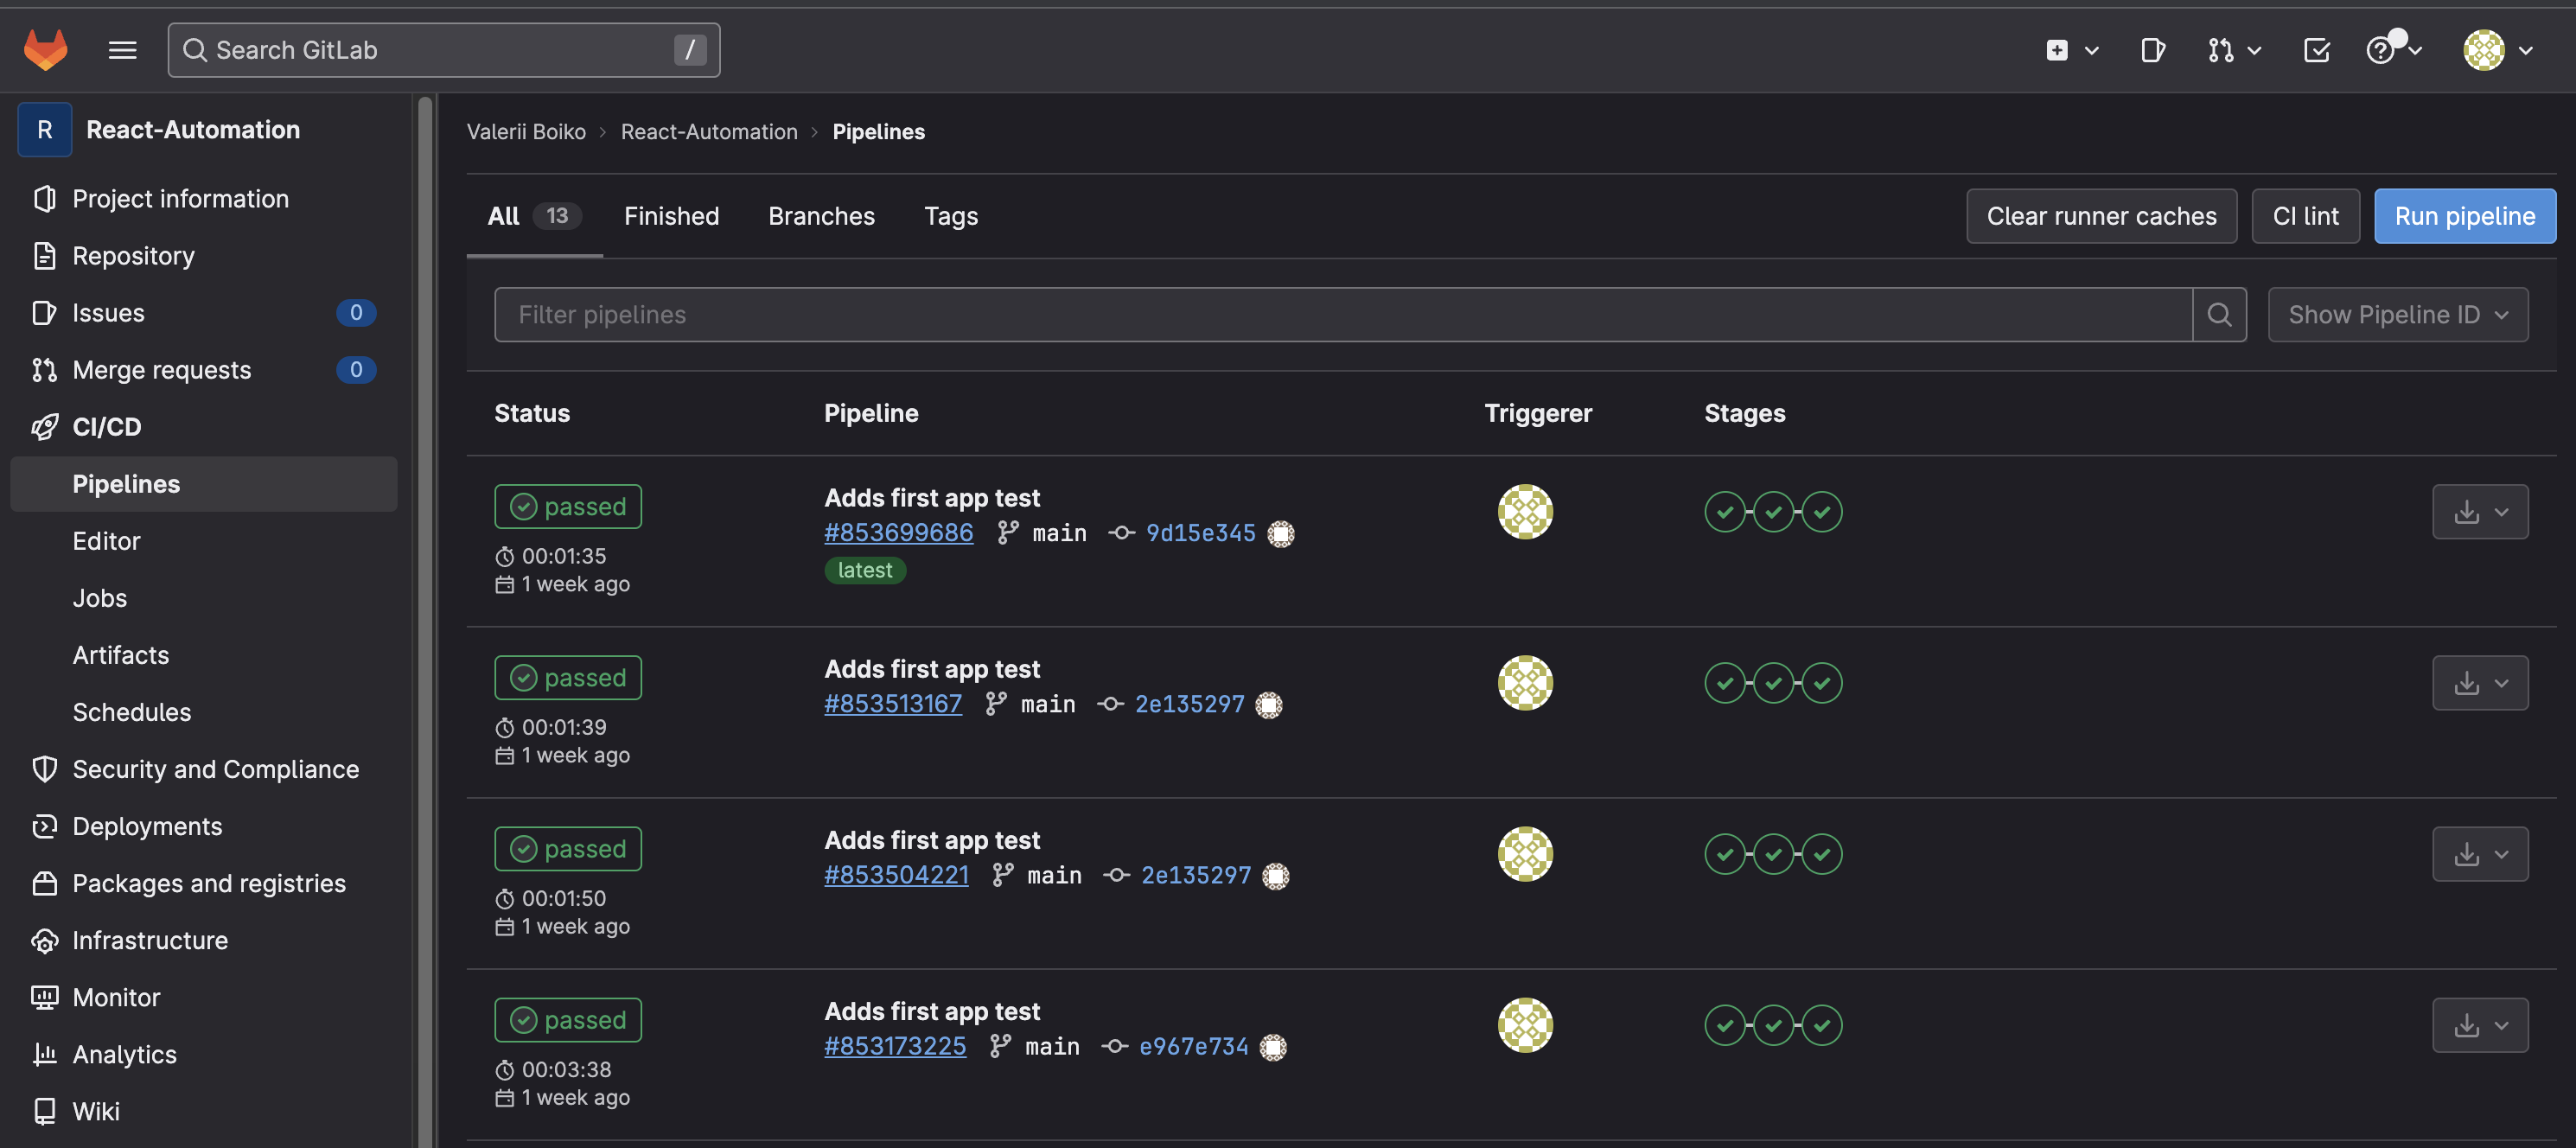 Search GitLab /
R React-Automation
Project information
Repository
Issues 0
Merge requests 0
CI/CD
Pipelines
Editor
Jobs
Artifacts
Schedules
Security and Compliance
Deployments
Packages and registries
Infrastructure
Monitor
Analytics
Wiki
Valerii Boiko › React-Automation › Pipelines
All 13 Finished Branches Tags Clear runner caches CI lint Run pipeline
Filter pipelines Show Pipeline ID
Status Pipeline Triggerer Stages
passed Adds first app test
#853699686 main 9d15e345
00:01:35 latest
1 week ago
passed Adds first app test
#853513167 main 2e135297
00:01:39
1 week ago
passed Adds first app test
#853504221 main 2e135297
00:01:50
1 week ago
passed Adds first app test
#853173225 main e967e734
00:03:38
1 week ago